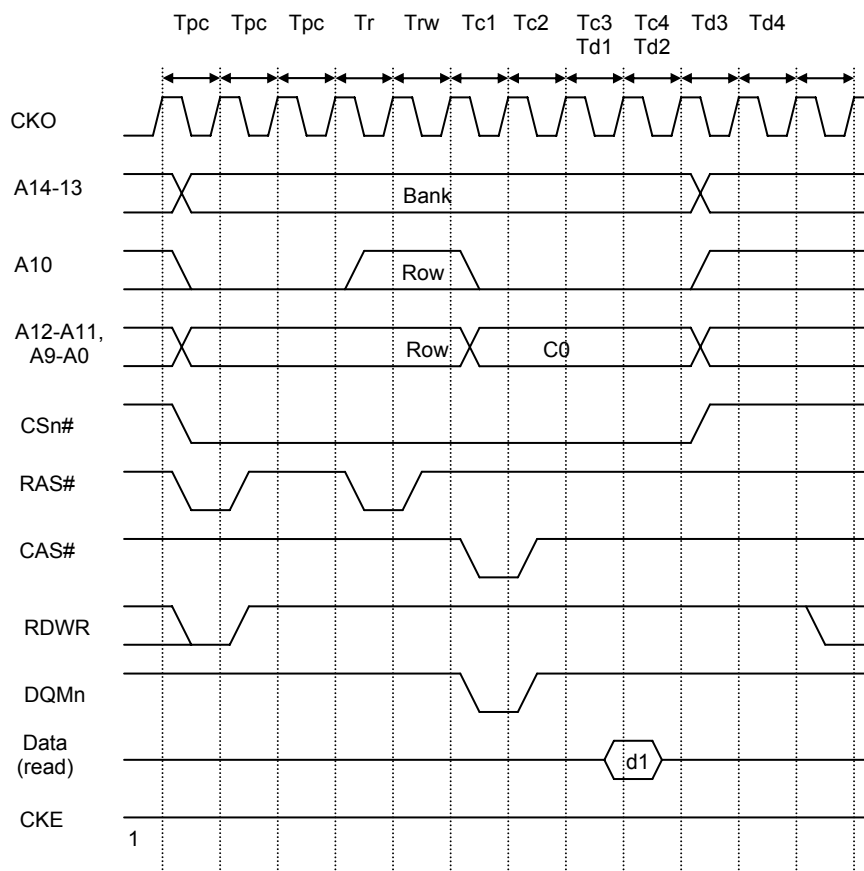 Tpc Tpc Tpc Tr Trw Tc1 Tc2 Tc3 Tc4 Td3 Td4
Td1 Td2
CKO
A14-13 Bank
A10 Row
A12-A11,
A9-A0 Row C0
CSn#
RAS#
CAS#
RDWR
DQMn
Data
(read) d1
CKE
1